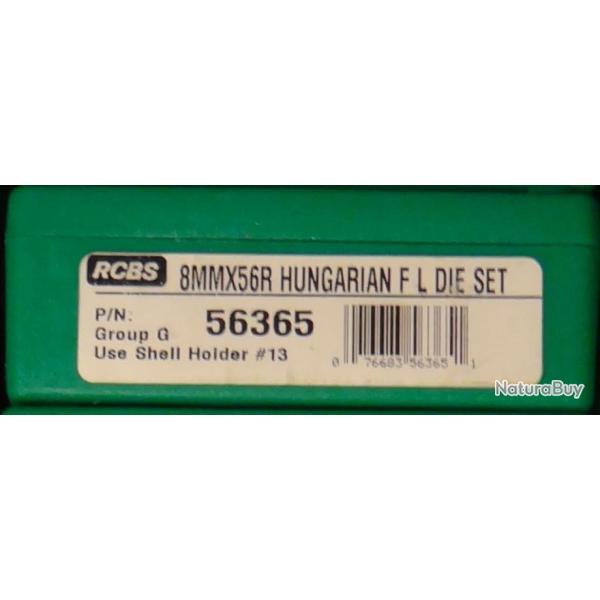 RCBS 8MMX56R HUNGARIAN F L DIE SET
P/N: 56365
Group G
Use Shell Holder #13
0 76683 56365 1
NaturaBuy